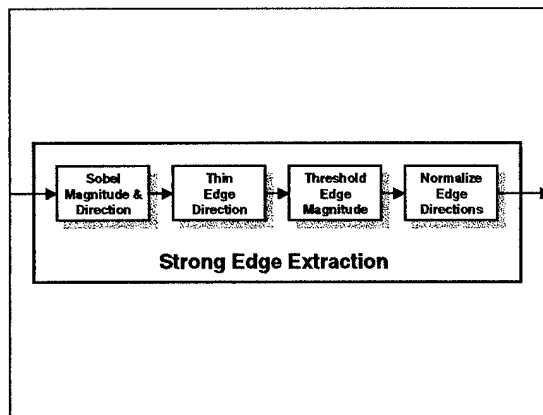 Sobel
Magnitude &
Direction
Thin
Edge
Direction
Threshold
Edge
Magnitude
Normalize
Edge
Directions
Strong Edge Extraction